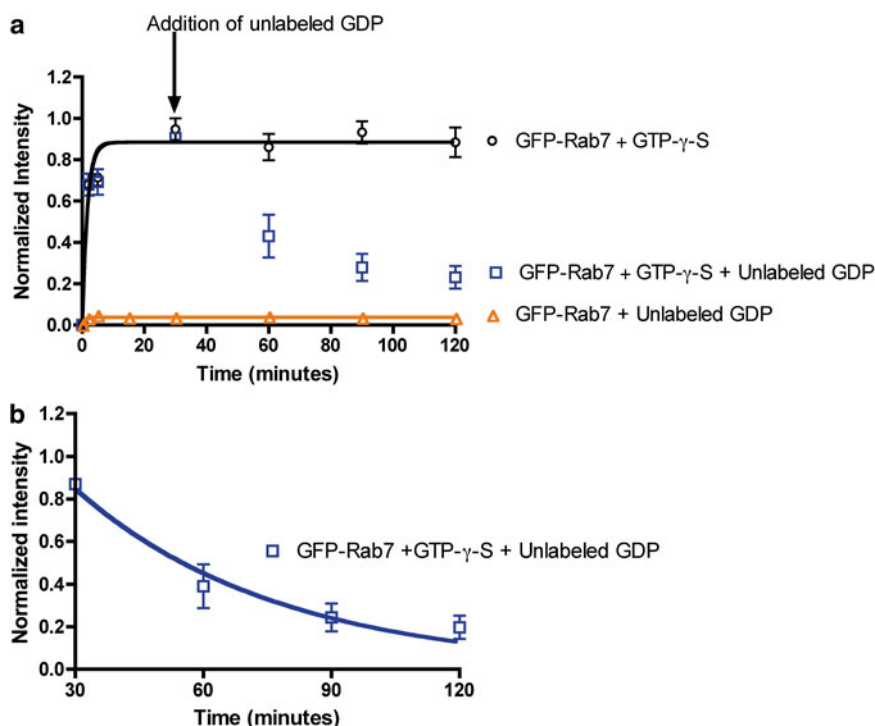 a
Addition of unlabeled GDP
Normalized Intensity
1.2
1.0
0.8
0.6
0.4
0.2
0.0
0 20 40 60 80 100 120
Time (minutes)
GFP-Rab7 + GTP-γ-S
GFP-Rab7 + GTP-γ-S + Unlabeled GDP
GFP-Rab7 + Unlabeled GDP
b
Normalized intensity
1.2
1.0
0.8
0.6
0.4
0.2
0.0
30 60 90 120
Time (minutes)
GFP-Rab7 +GTP-γ-S + Unlabeled GDP